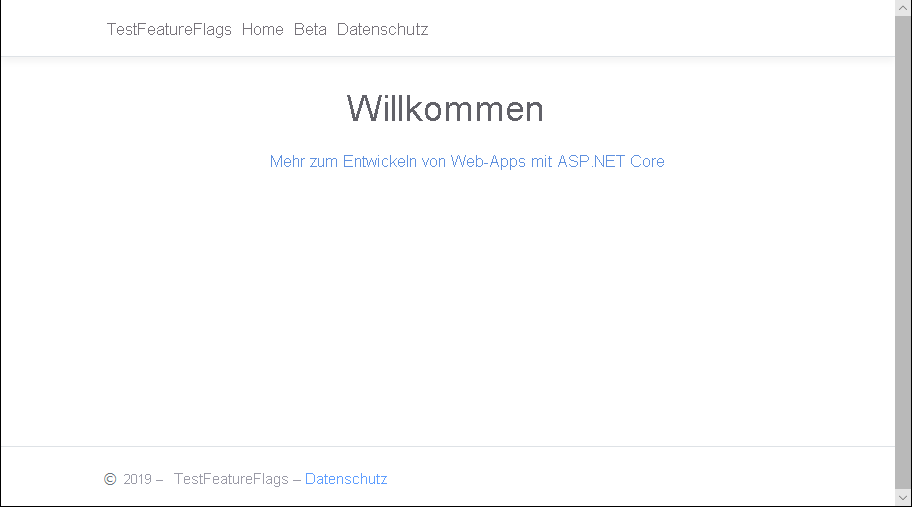 TestFeatureFlags Home Beta Datenschutz
Willkommen
Mehr zum Entwickeln von Web-Apps mit ASP.NET Core
© 2019 – TestFeatureFlags – Datenschutz